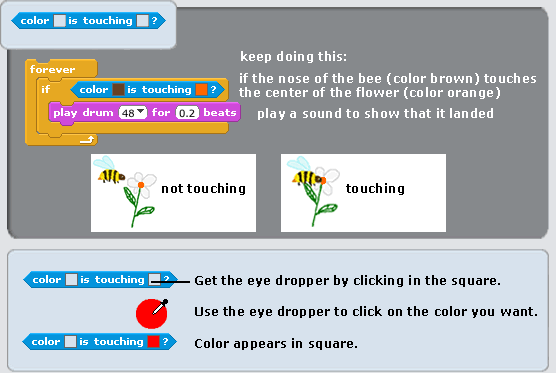 color is touching ?
keep doing this:
forever
if color is touching ?
if the nose of the bee (color brown) touches
the center of the flower (color orange)
play drum 48 for 0.2 beats
play a sound to show that it landed
not touching
touching
color is touching ?
Get the eye dropper by clicking in the square.
Use the eye dropper to click on the color you want.
color is touching ?
Color appears in square.